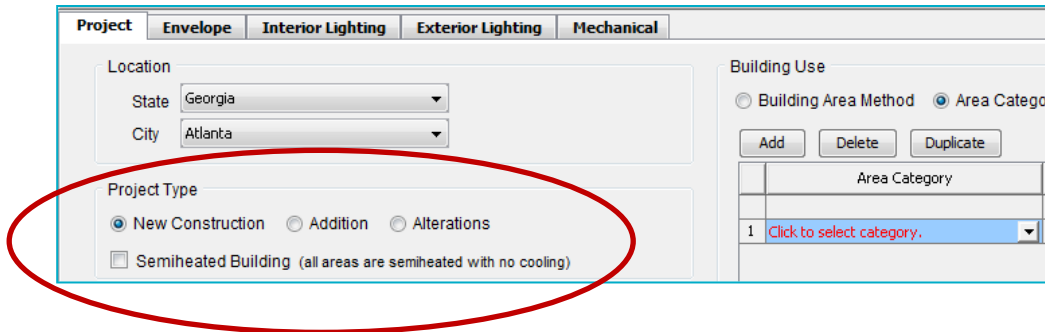 Project Envelope Interior Lighting Exterior Lighting Mechanical
Location
State Georgia
City Atlanta
Project Type
New Construction Addition Alterations
Semiheated Building (all areas are semiheated with no cooling)
Building Use
Building Area Method Area Catego
Add Delete Duplicate
Area Category
1 Click to select category.